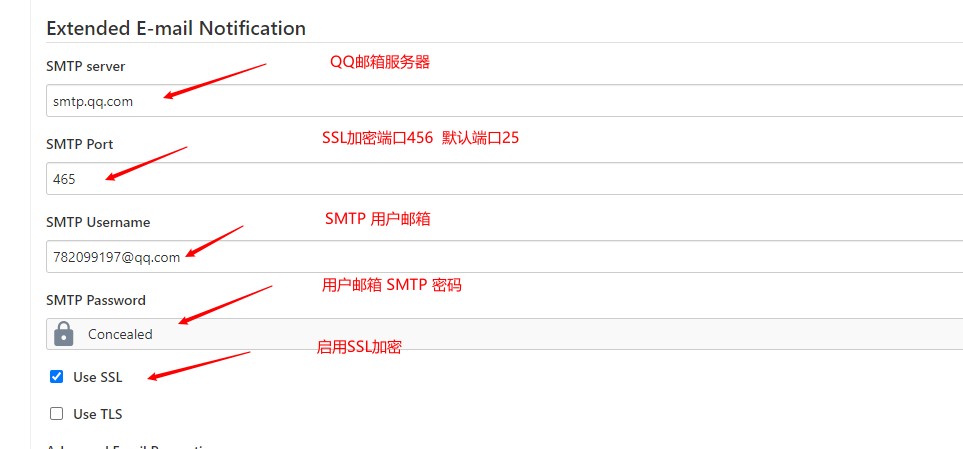 Extended E-mail Notification
SMTP server
QQ邮箱服务器
smtp.qq.com
SMTP Port
SSL加密端口456 默认端口25
465
SMTP Username
SMTP 用户邮箱
782099197@qq.com
用户邮箱 SMTP 密码
SMTP Password
Concealed
启用SSL加密
Use SSL
Use TLS